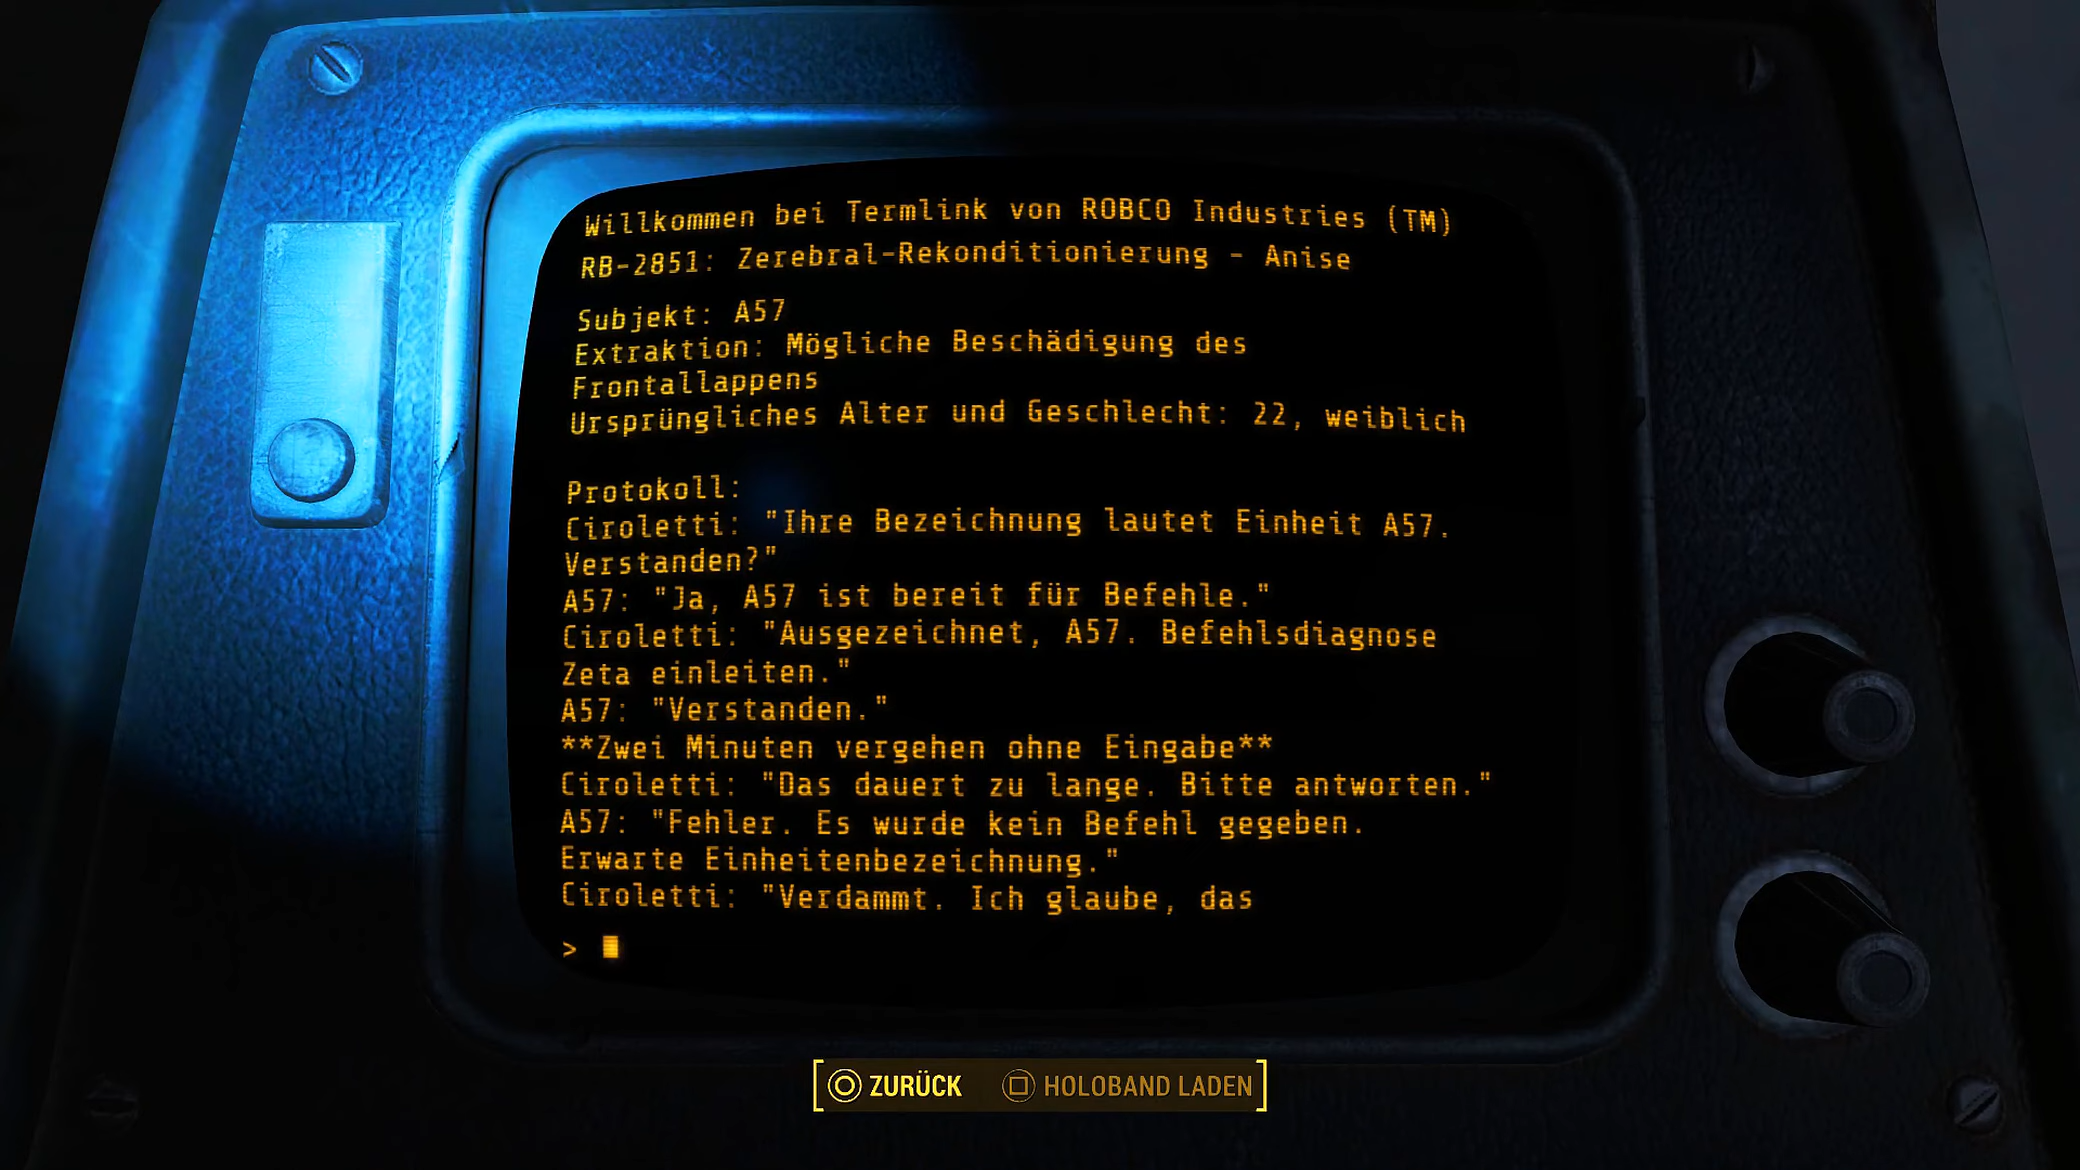 Willkommen bei Termlink von ROBCO Industries (TM)
RB-2851: Zerebral-Rekonditionierung - Anise
Subjekt: A57
Extraktion: Mögliche Beschädigung des
Frontallappens
Ursprüngliches Alter und Geschlecht: 22, weiblich
Protokoll:
Ciroletti: "Ihre Bezeichnung lautet Einheit A57.
Verstanden?"
A57: "Ja, A57 ist bereit für Befehle."
Ciroletti: "Ausgezeichnet, A57. Befehlsdiagnose
Zeta einleiten."
A57: "Verstanden."
**Zwei Minuten vergehen ohne Eingabe**
Ciroletti: "Das dauert zu lange. Bitte antworten."
A57: "Fehler. Es wurde kein Befehl gegeben.
Erwarte Einheitenbezeichnung."
Ciroletti: "Verdammt. Ich glaube, das
>
ZURÜCK HOLOBAND LADEN